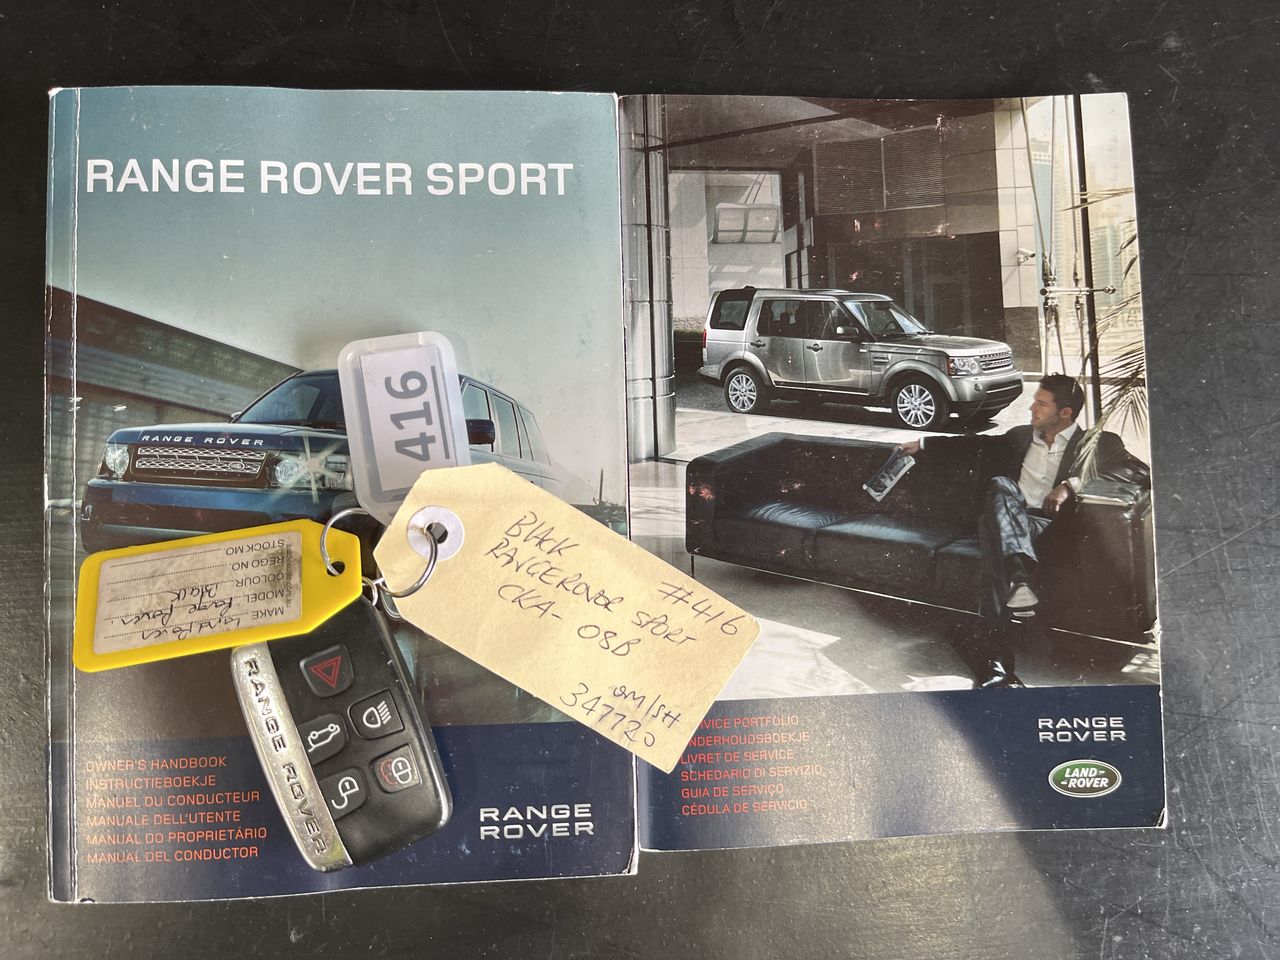 RANGE ROVER SPORT
RANGE ROVER
416
#416
BLACK
RANGEROVOR SPORT
CKA- 08B
347720
STOCK NO.
REGO NO
COLOUR Black
MODEL Range Rover
MAKE Land Rover
RANGE ROVER
OWNER'S HANDBOOK
INSTRUCTIEBOEKJE
MANUEL DU CONDUCTEUR
MANUALE DELL'UTENTE
MANUAL DO PROPRIETÁRIO
MANUAL DEL CONDUCTOR
RANGE
ROVER
PORTFOLIO
LIVRET DE SERVICE
SCHEDARIO DI SERVIZIO
GUIA DE SERVIÇO
CÉDULA DE SERVICIO
RANGE
ROVER
LAND-
-ROVER